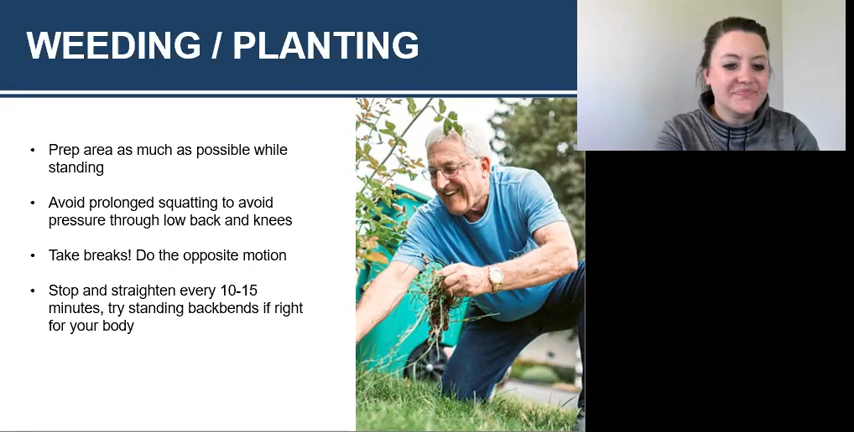 WEEDING / PLANTING
• Prep area as much as possible while
standing
• Avoid prolonged squatting to avoid
pressure through low back and knees
• Take breaks! Do the opposite motion
• Stop and straighten every 10-15
minutes, try standing backbends if right
for your body